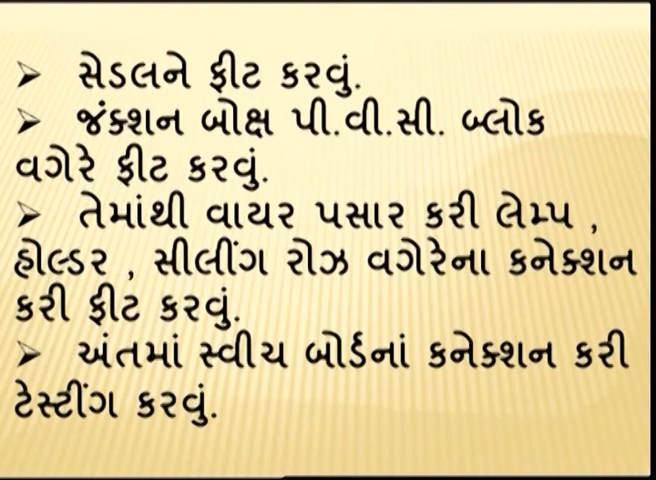 ➢ સેડલને ફીટ કરવું.
➢ જંક્શન બોક્ષ પી.વી.સી. બ્લોક
વગેરે ફીટ કરવું.
➢ તેમાંથી વાયર પસાર કરી લેમ્પ ,
હોલ્ડર , સીલીંગ રોઝ વગેરેના કનેક્શન
કરી ફીટ કરવું.
➢ અંતમાં સ્વીચ બોર્ડનાં કનેક્શન કરી
ટેસ્ટીંગ કરવું.